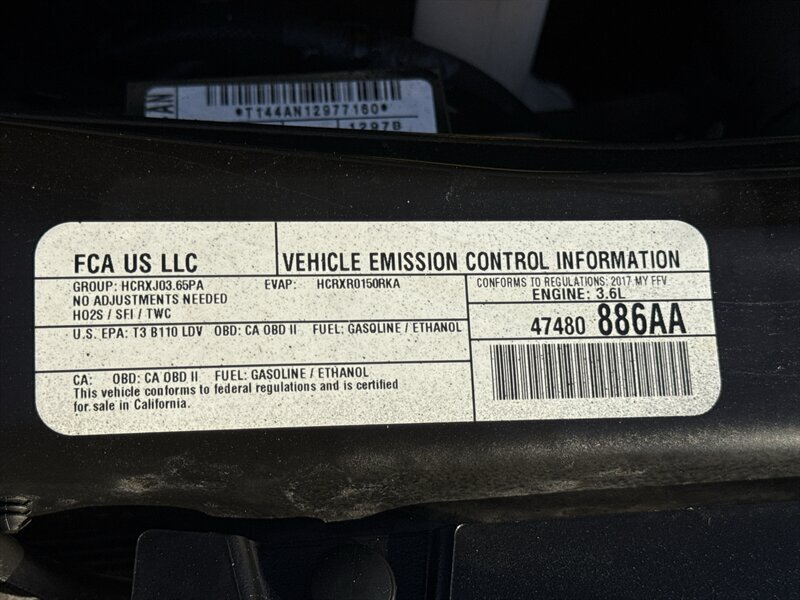 AN
*T144AN12977160*
1297B
FCA US LLC
VEHICLE EMISSION CONTROL INFORMATION
GROUP: HCRXJ03.65PA EVAP: HCRXR0150RKA
NO ADJUSTMENTS NEEDED
HO2S / SFI / TWC
CONFORMS TO REGULATIONS: 2017 MY FFV
ENGINE: 3.6L
U.S. EPA: T3 B110 LDV OBD: CA OBD II FUEL: GASOLINE / ETHANOL
47480 886AA
CA: OBD: CA OBD II FUEL: GASOLINE / ETHANOL
This vehicle conforms to federal regulations and is certified
for sale in California.